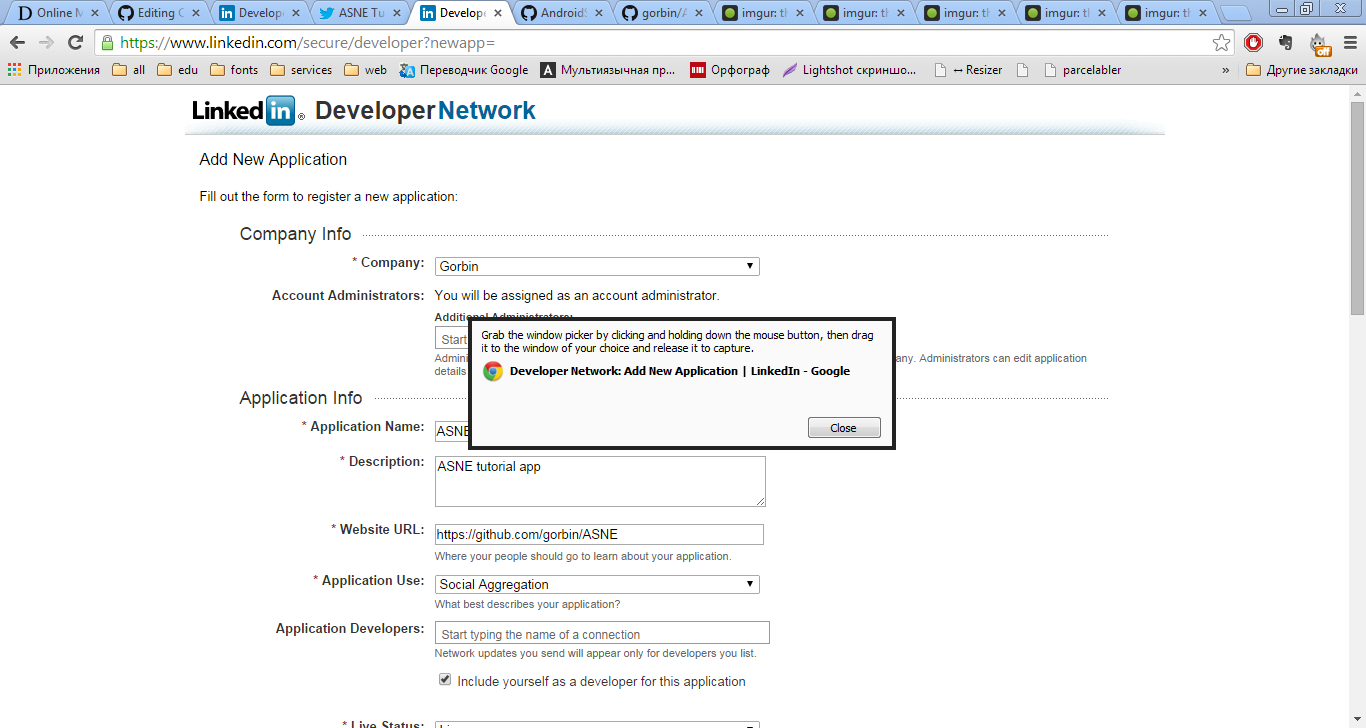 Online M
Editing C
Develop
ASNE Tu
Develope
Android
gorbin/A
imgur: th
imgur: th
imgur: th
imgur: th
imgur: th
https://www.linkedin.com/secure/developer?newapp=
off
Приложения all edu fonts services web Переводчик Google Мультиязычная пр... Орфограф Lightshot скриншо... ↔ Resizer parcelabler » Другие закладки
Linked in ® DeveloperNetwork
Add New Application
Fill out the form to register a new application:
Company Info
* Company: Gorbin
Account Administrators: You will be assigned as an account administrator.
Additional Administrators:
Start
Admini
any. Administrators can edit application
details
Grab the window picker by clicking and holding down the mouse button, then drag
it to the window of your choice and release it to capture.
Developer Network: Add New Application | LinkedIn - Google
Close
Application Info
* Application Name: ASNE
* Description: ASNE tutorial app
* Website URL: https://github.com/gorbin/ASNE
Where your people should go to learn about your application.
* Application Use: Social Aggregation
What best describes your application?
Application Developers: Start typing the name of a connection
Network updates you send will appear only for developers you list.
Include yourself as a developer for this application
* Live Status: